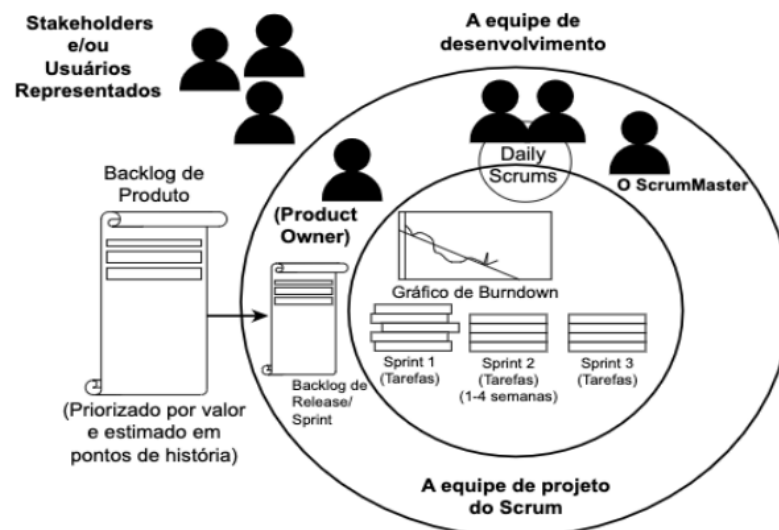 Stakeholders
e/ou
Usuários
Representados
A equipe de
desenvolvimento
Daily
Scrums
O ScrumMaster
Backlog de
Produto
(Product
Owner)
Gráfico de Burndown
Sprint 1
(Tarefas)
Sprint 2
(Tarefas)
(1-4 semanas)
Sprint 3
(Tarefas)
Backlog de
Release/
Sprint
(Priorizado por valor
e estimado em
pontos de história)
A equipe de projeto
do Scrum